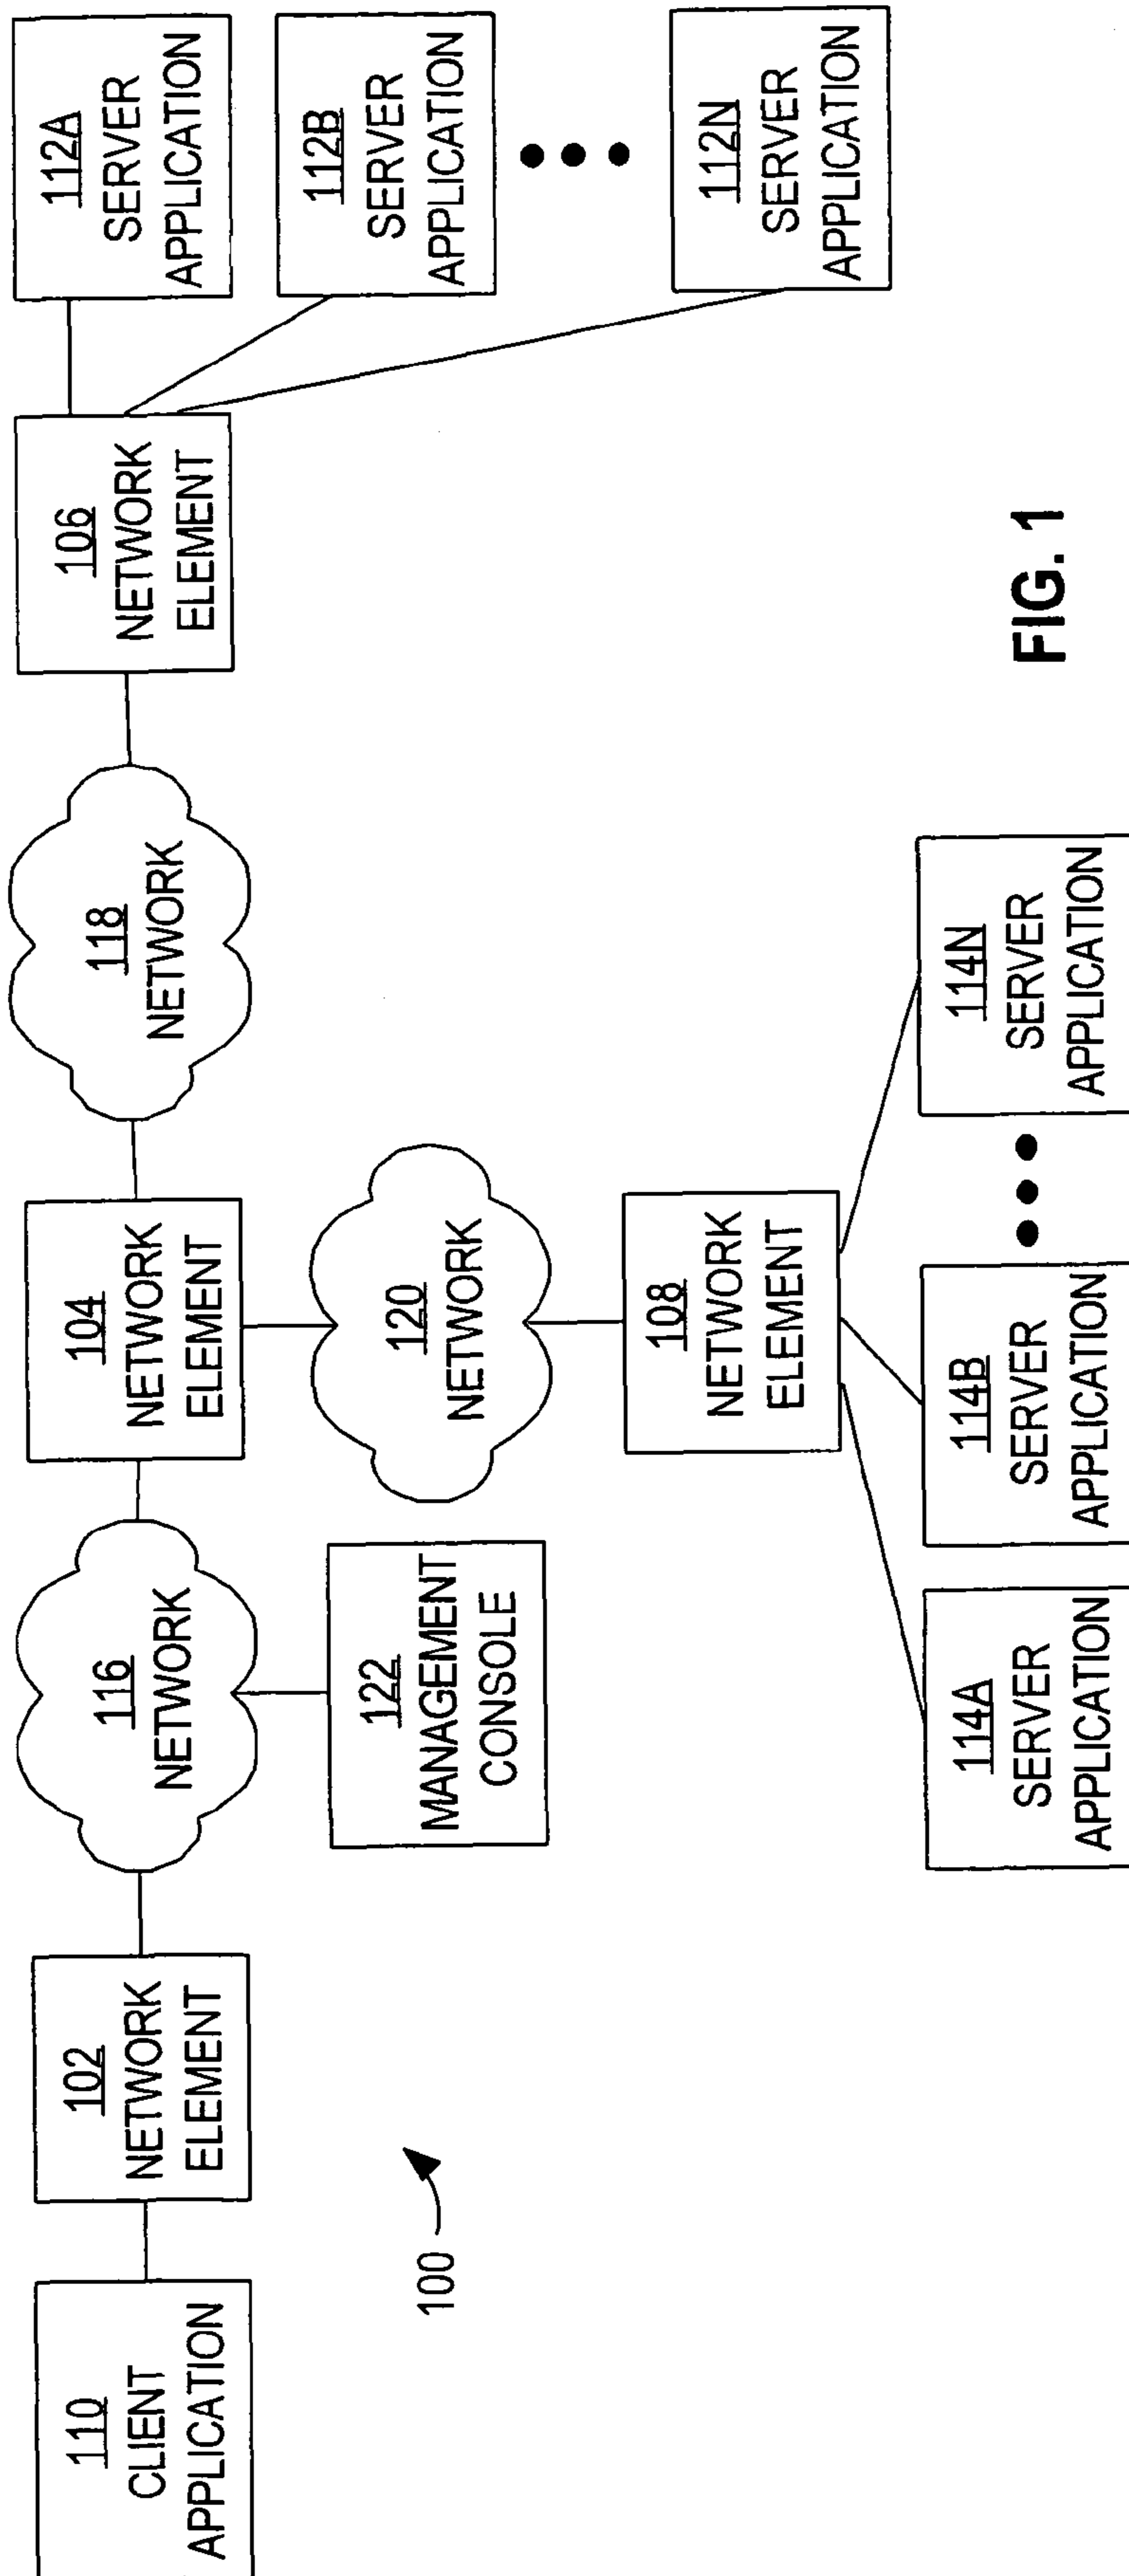 110
CLIENT
APPLICATION
102
NETWORK
ELEMENT
116
NETWORK
104
NETWORK
ELEMENT
118
NETWORK
106
NETWORK
ELEMENT
112A
SERVER
APPLICATION
112B
SERVER
APPLICATION
112N
SERVER
APPLICATION
122
MANAGEMENT
CONSOLE
120
NETWORK
108
NETWORK
ELEMENT
114A
SERVER
APPLICATION
114B
SERVER
APPLICATION
114N
SERVER
APPLICATION
100
FIG. 1